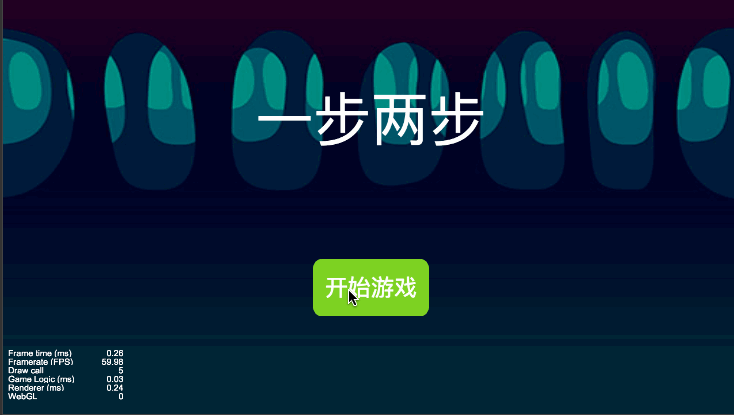 一步两步
开始游戏
Frame time (ms) 0.26
Framerate (FPS) 59.98
Draw call 5
Game Logic (ms) 0.03
Renderer (ms) 0.24
WebGL 0